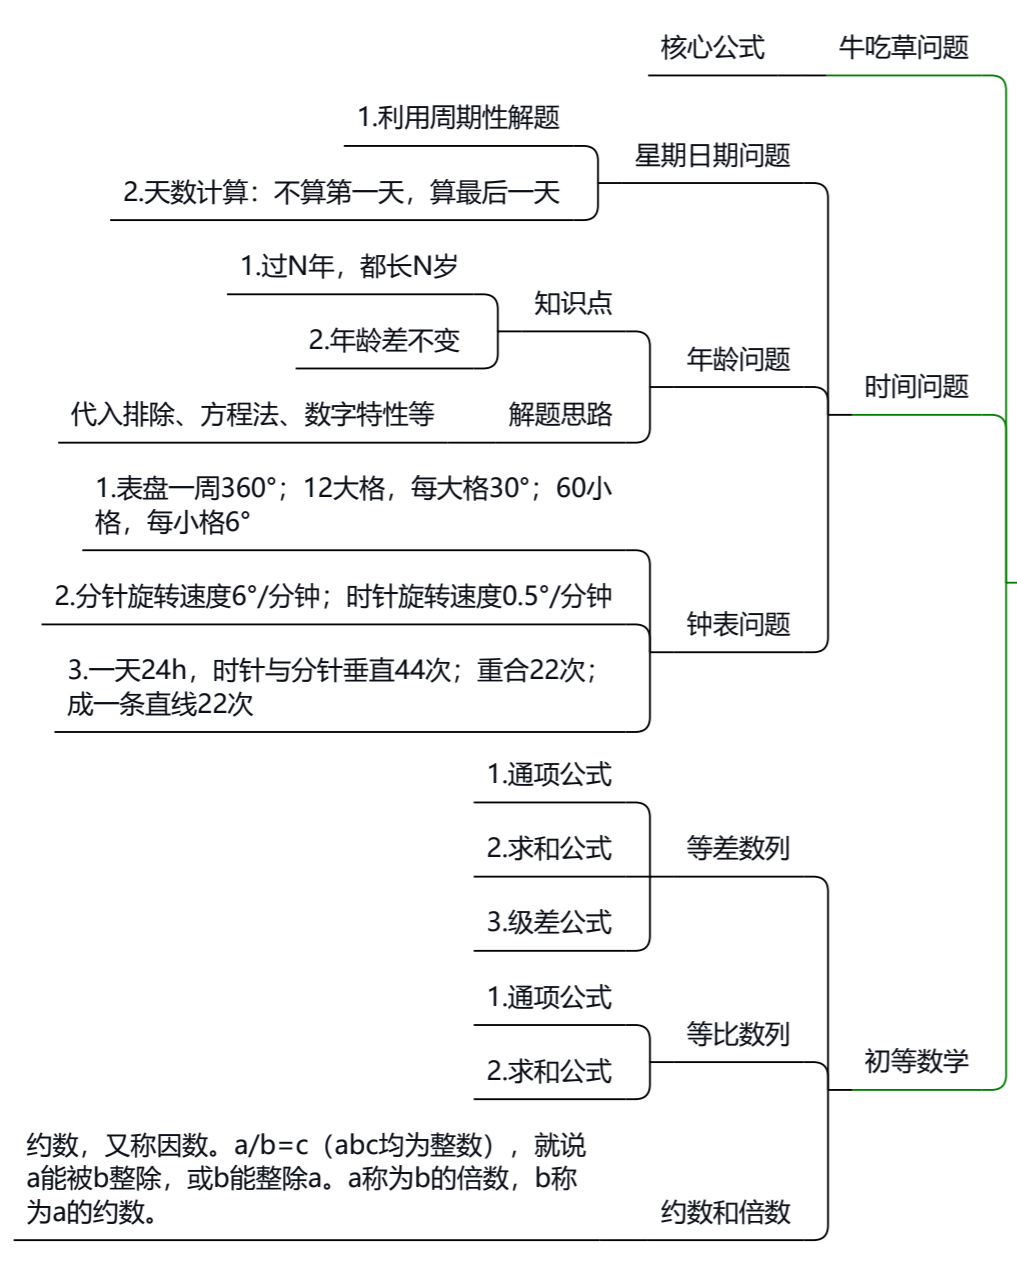 核心公式
牛吃草问题
1.利用周期性解题
星期日期问题
2.天数计算：不算第一天，算最后一天
1.过N年，都长N岁
知识点
2.年龄差不变
年龄问题
时间问题
代入排除、方程法、数字特性等
解题思路
1.表盘一周360°；12大格，每大格30°；60小
格，每小格6°
2.分针旋转速度6°/分钟；时针旋转速度0.5°/分钟
钟表问题
3.一天24h，时针与分针垂直44次；重合22次；
成一条直线22次
1.通项公式
2.求和公式
等差数列
3.级差公式
1.通项公式
等比数列
2.求和公式
初等数学
约数，又称因数。a/b=c（abc均为整数），就说
a能被b整除，或b能整除a。a称为b的倍数，b称
为a的约数。
约数和倍数